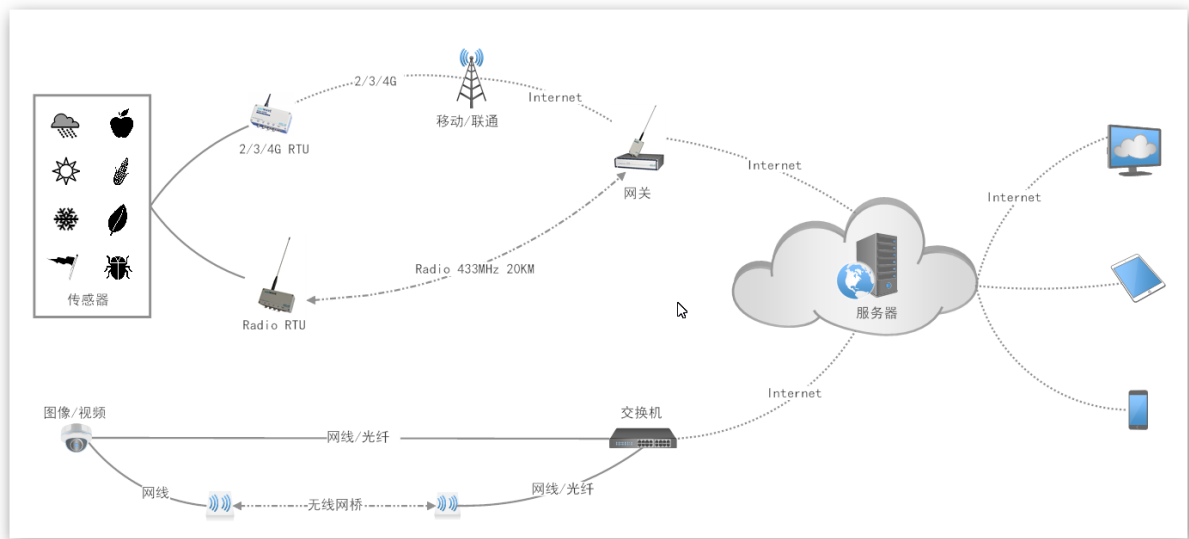 2/3/4G
Internet
移动/联通
2/3/4G RTU
网关
Internet
Internet
传感器
Radio 433MHz 20KM
Radio RTU
服务器
Internet
图像/视频
交换机
网线/光纤
网线
无线网桥
网线/光纤